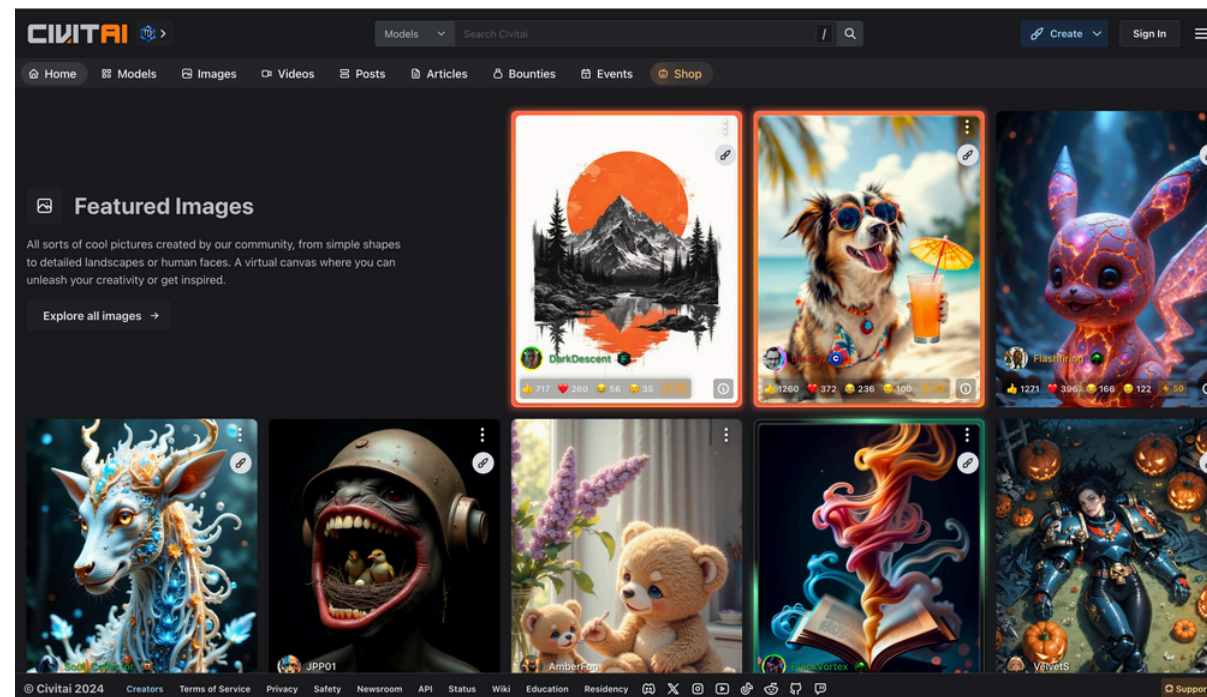 CIVITAI
Models Search Civitai /
Create Sign In
Home Models Images Videos Posts Articles Bounties Events Shop
Featured Images
All sorts of cool pictures created by our community, from simple shapes
to detailed landscapes or human faces. A virtual canvas where you can
unleash your creativity or get inspired.
Explore all images →
DarkDescent F
C
Flashfiring
717 260 56 35
1260 372 236 100
1271 396 166 122 50
JPP01
AmberFog
BlackVortex
VelvetS
© Civitai 2024 Creators Terms of Service Privacy Safety Newsroom API Status Wiki Education Residency Suppor